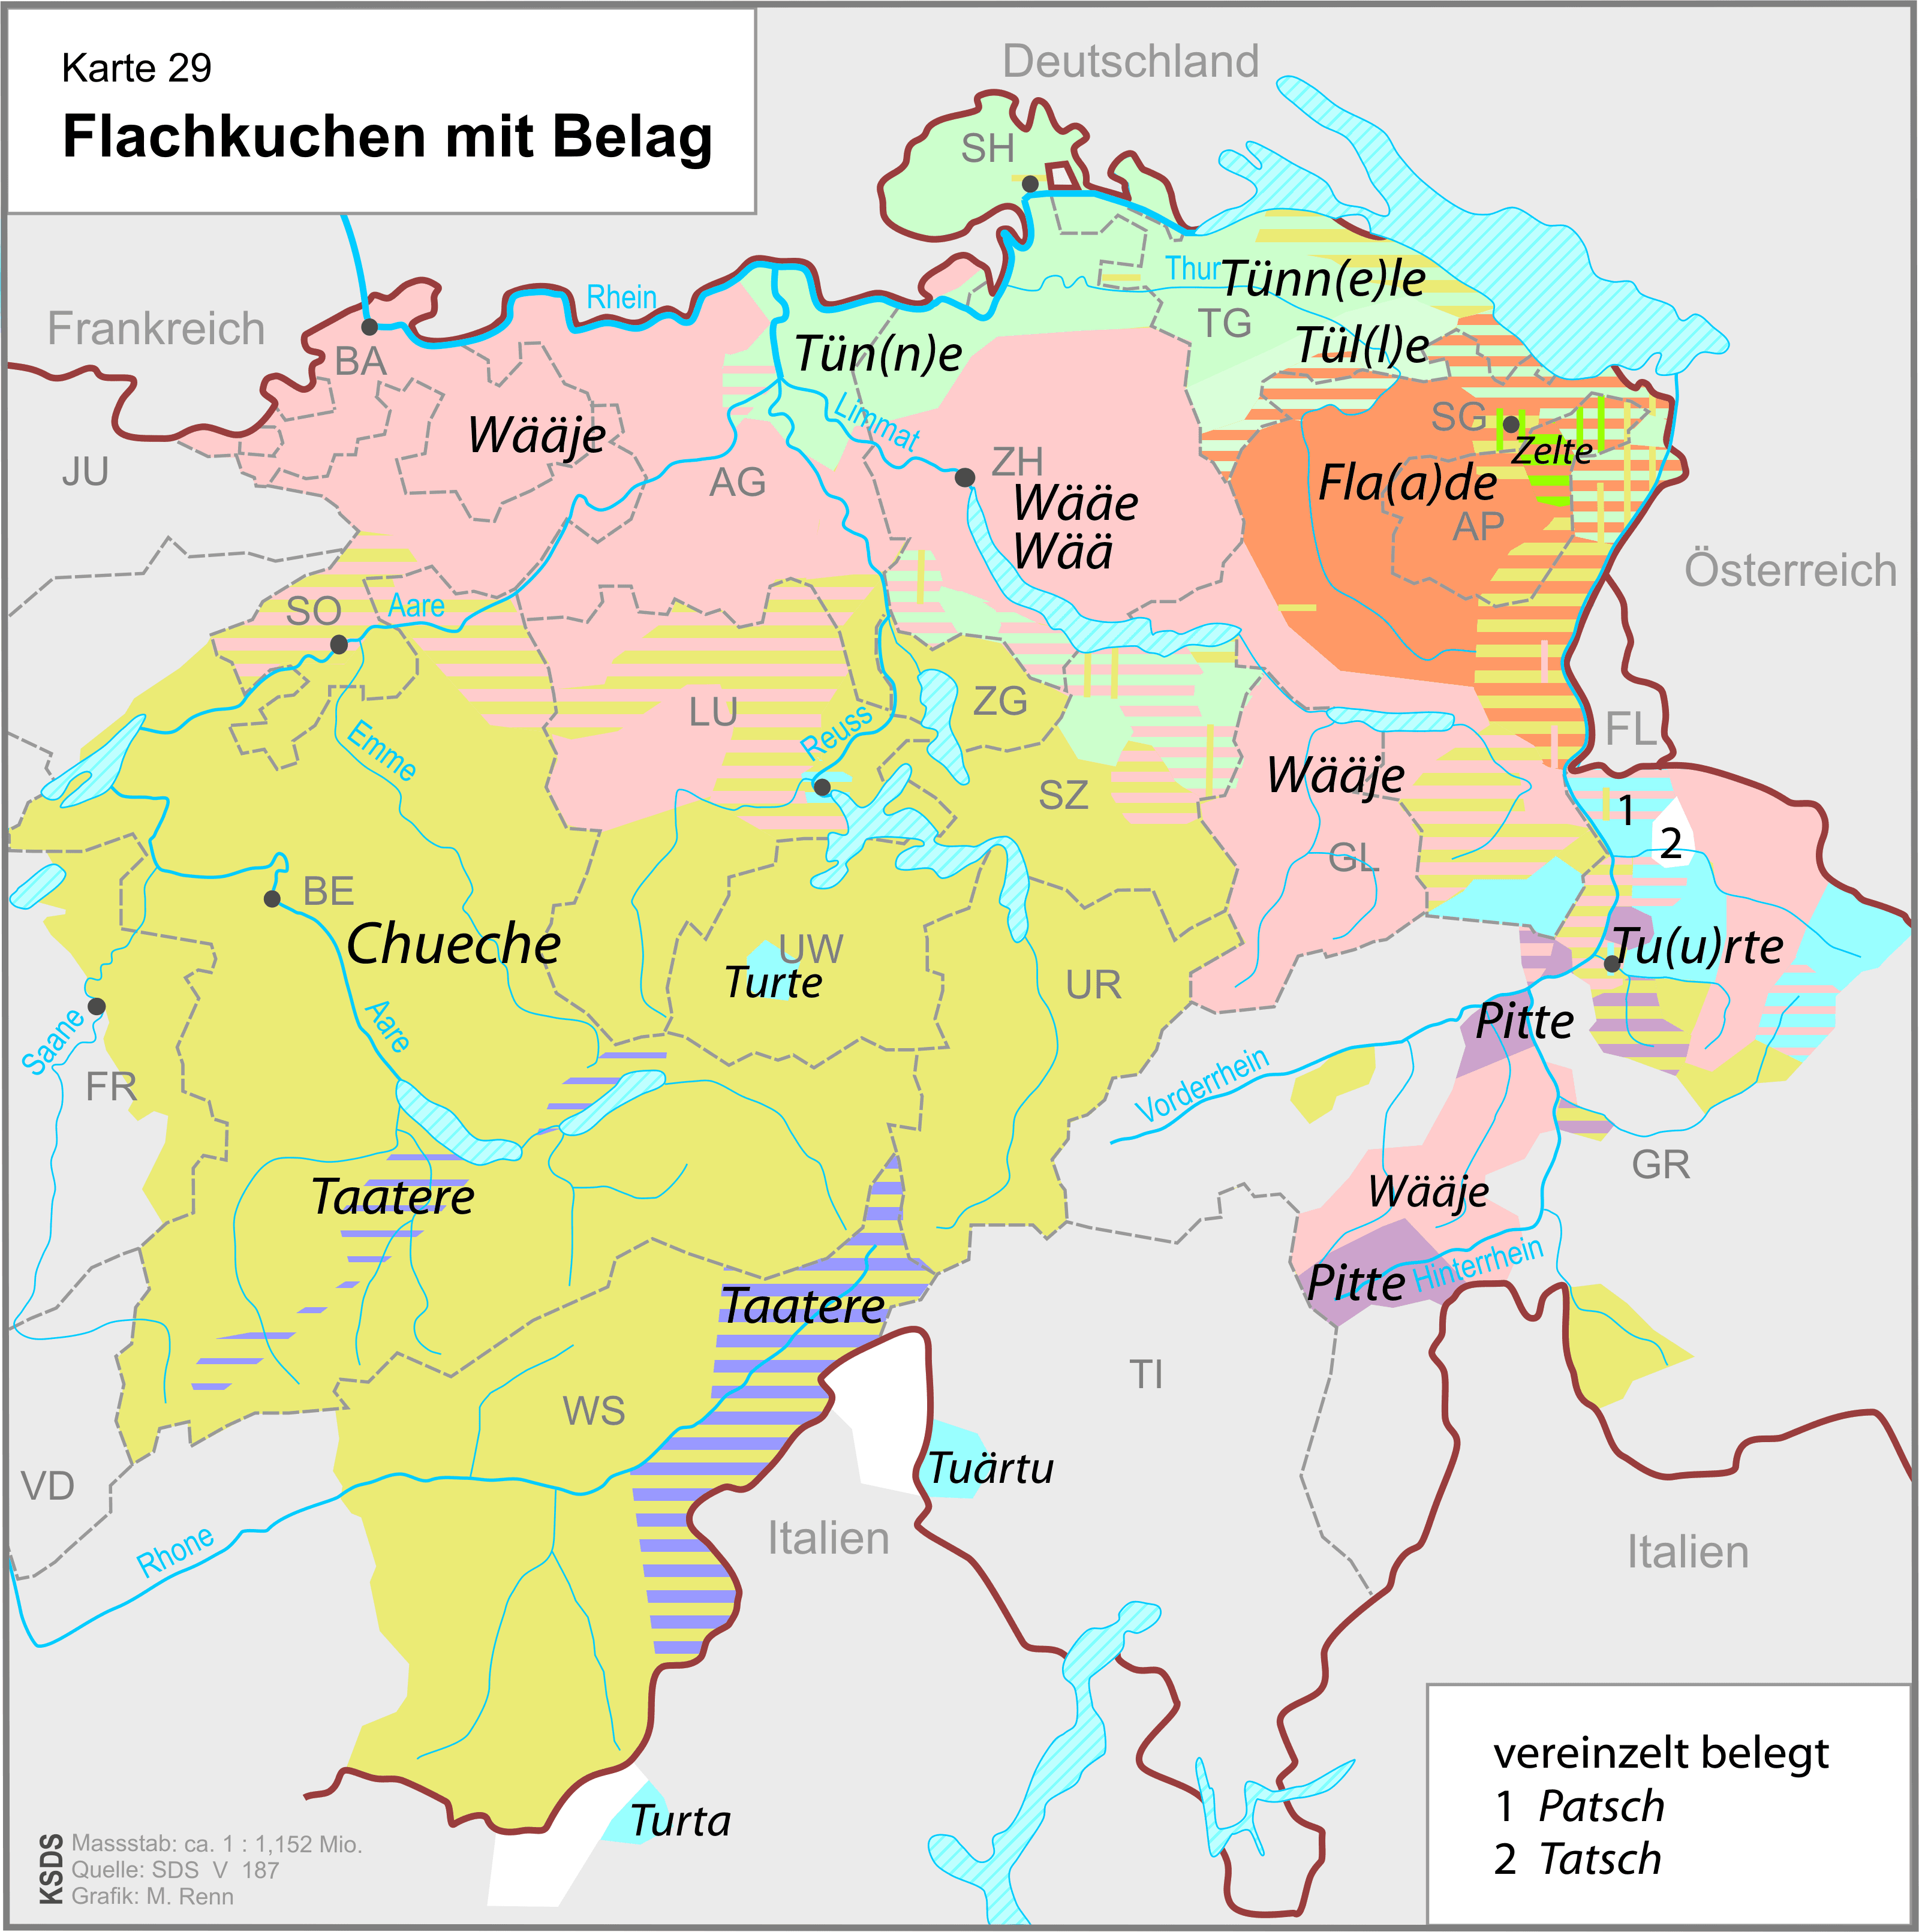 Karte 29
Flachkuchen mit Belag
Deutschland
SH
Thur
Tünn(e)le
Rhein
Frankreich
TG
BA
Tün(n)e
Tül(l)e
Limmat
SG
Wääje
Zelte
JU
AG
ZH
Fla(a)de
Wääe
AP
Wää
Österreich
SO
Aare
ZG
LU
Reuss
FL
Emme
Wääje
SZ
1
2
GL
BE
Chueche
UW
Tu(u)rte
Turte
UR
Pitte
Aare
Saane
Vorderrhein
FR
GR
Taatere
Wääje
Hinterrhein
Pitte
Taatere
TI
WS
Tuärtu
VD
Italien
Rhone
Italien
vereinzelt belegt
1 Patsch
2 Tatsch
Turta
KSDS
Massstab: ca. 1 : 1,152 Mio.
Quelle: SDS V 187
Grafik: M. Renn